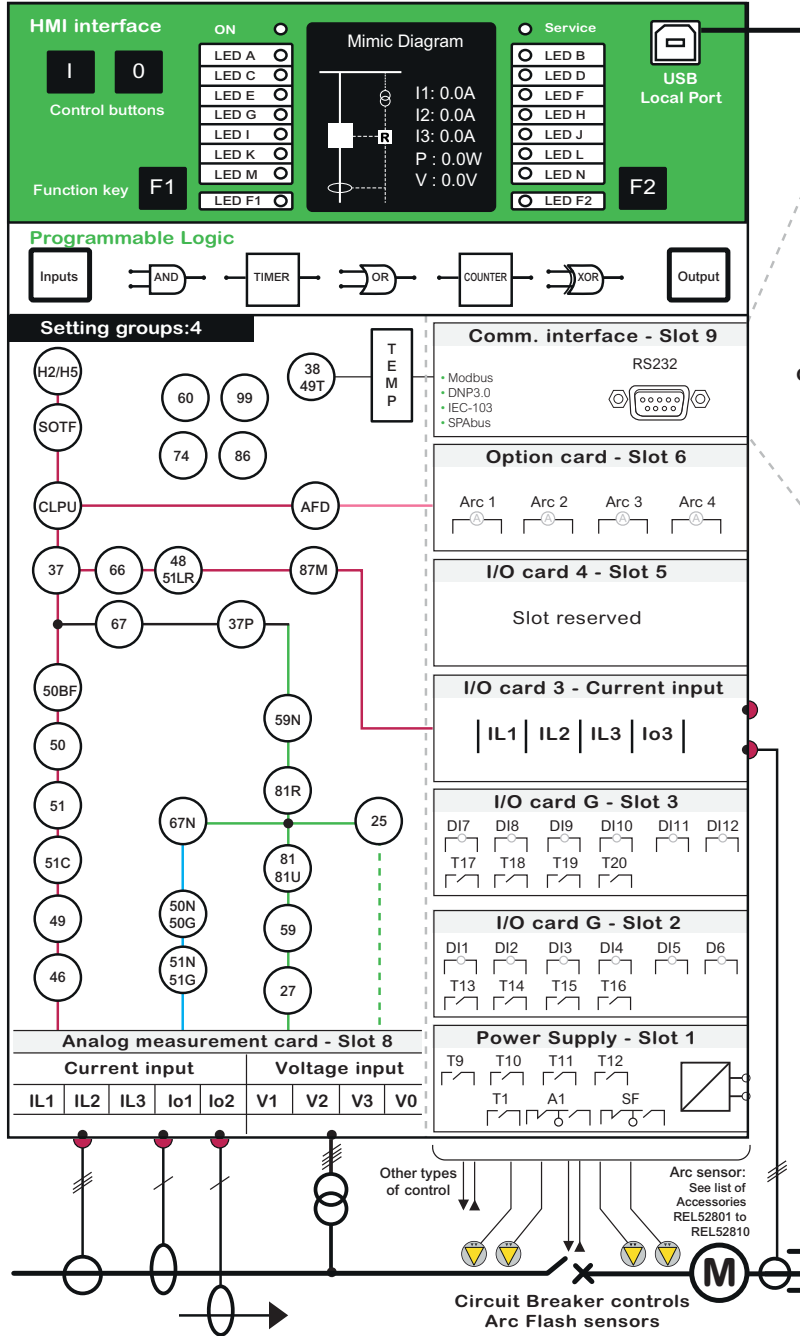 HMI interface
ON
Service
I
0
Control buttons
LED A
LED C
LED E
LED G
LED I
LED K
LED M
LED F1
Mimic Diagram
I1: 0.0A
I2: 0.0A
I3: 0.0A
P : 0.0W
V : 0.0V
R
LED B
LED D
LED F
LED H
LED J
LED L
LED N
LED F2
USB
Local Port
Function key
F1
F2
Programmable Logic
Inputs
AND
TIMER
OR
COUNTER
XOR
Output
Setting groups:4
H2/H5
SOTF
CLPU
60
99
74
86
38
49T
TEMP
AFD
37
66
48
51LR
87M
67
37P
50BF
50
51
51C
49
46
59N
81R
67N
25
81
81U
50N
50G
59
51N
51G
27
Comm. interface - Slot 9
• Modbus
• DNP3.0
• IEC-103
• SPAbus
RS232
Option card - Slot 6
Arc 1 Arc 2 Arc 3 Arc 4
A A A A
I/O card 4 - Slot 5
Slot reserved
I/O card 3 - Current input
IL1 IL2 IL3 Io3
I/O card G - Slot 3
DI7 DI8 DI9 DI10 DI11 DI12
T17 T18 T19 T20
I/O card G - Slot 2
DI1 DI2 DI3 DI4 DI5 D6
T13 T14 T15 T16
Power Supply - Slot 1
T9 T10 T11 T12
T1 A1 SF
Analog measurement card - Slot 8
Current input
Voltage input
IL1 IL2 IL3 Io1 Io2 V1 V2 V3 V0
Other types
of control
Arc sensor:
See list of
Accessories
REL52801 to
REL52810
M
Circuit Breaker controls
Arc Flash sensors